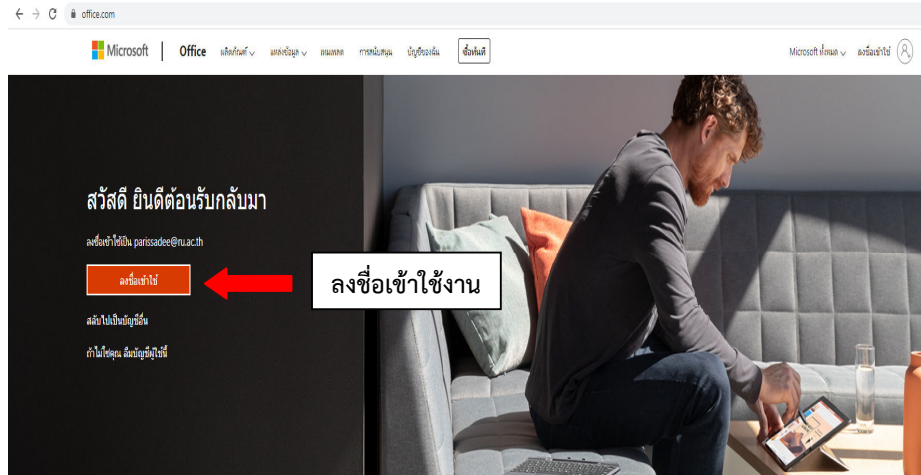 office.com
Microsoft Office ผลิตภัณฑ์ แหล่งข้อมูล เทมเพลต การสนับสนุน บัญชีของฉัน ซื้อทันที Microsoft ทั้งหมด ลงชื่อเข้าใช้
สวัสดี ยินดีต้อนรับกลับมา
ลงชื่อเข้าใช้เป็น parissadee@ru.ac.th
ลงชื่อเข้าใช้
ลงชื่อเข้าใช้งาน
สลับไปเป็นบัญชีอื่น
ถ้าไม่ใช่คุณ ลืมบัญชีผู้ใช้นี้